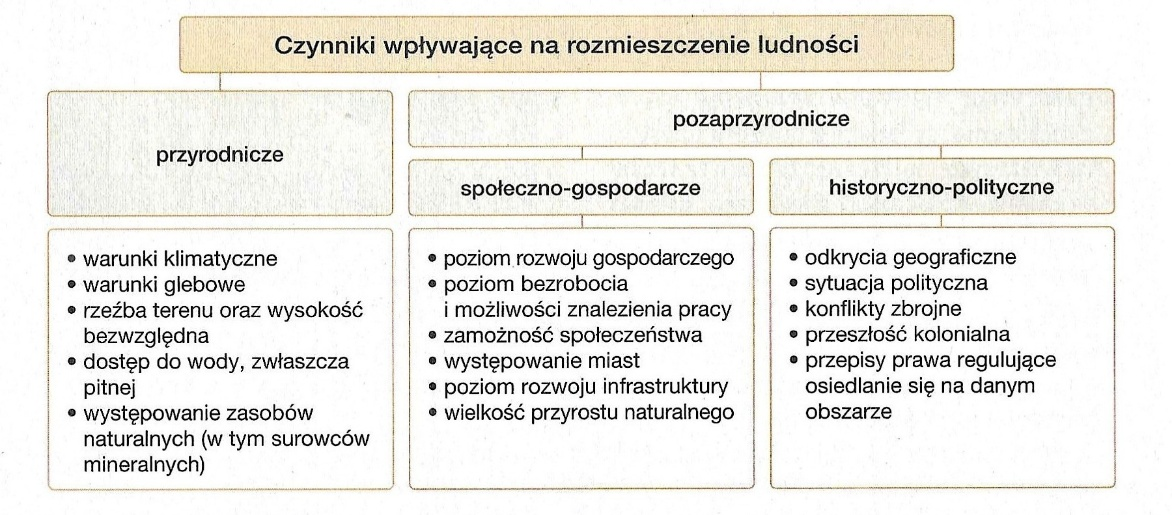 Czynniki wpływające na rozmieszczenie ludności
przyrodnicze
pozaprzyrodnicze
społeczno-gospodarcze
historyczno-polityczne
• warunki klimatyczne
• warunki glebowe
• rzeźba terenu oraz wysokość
bezwzględna
• dostęp do wody, zwłaszcza
pitnej
• występowanie zasobów
naturalnych (w tym surowców
mineralnych)
• poziom rozwoju gospodarczego
• poziom bezrobocia
i możliwości znalezienia pracy
• zamożność społeczeństwa
• występowanie miast
• poziom rozwoju infrastruktury
• wielkość przyrostu naturalnego
• odkrycia geograficzne
• sytuacja polityczna
• konflikty zbrojne
• przeszłość kolonialna
• przepisy prawa regulujące
osiedlanie się na danym
obszarze